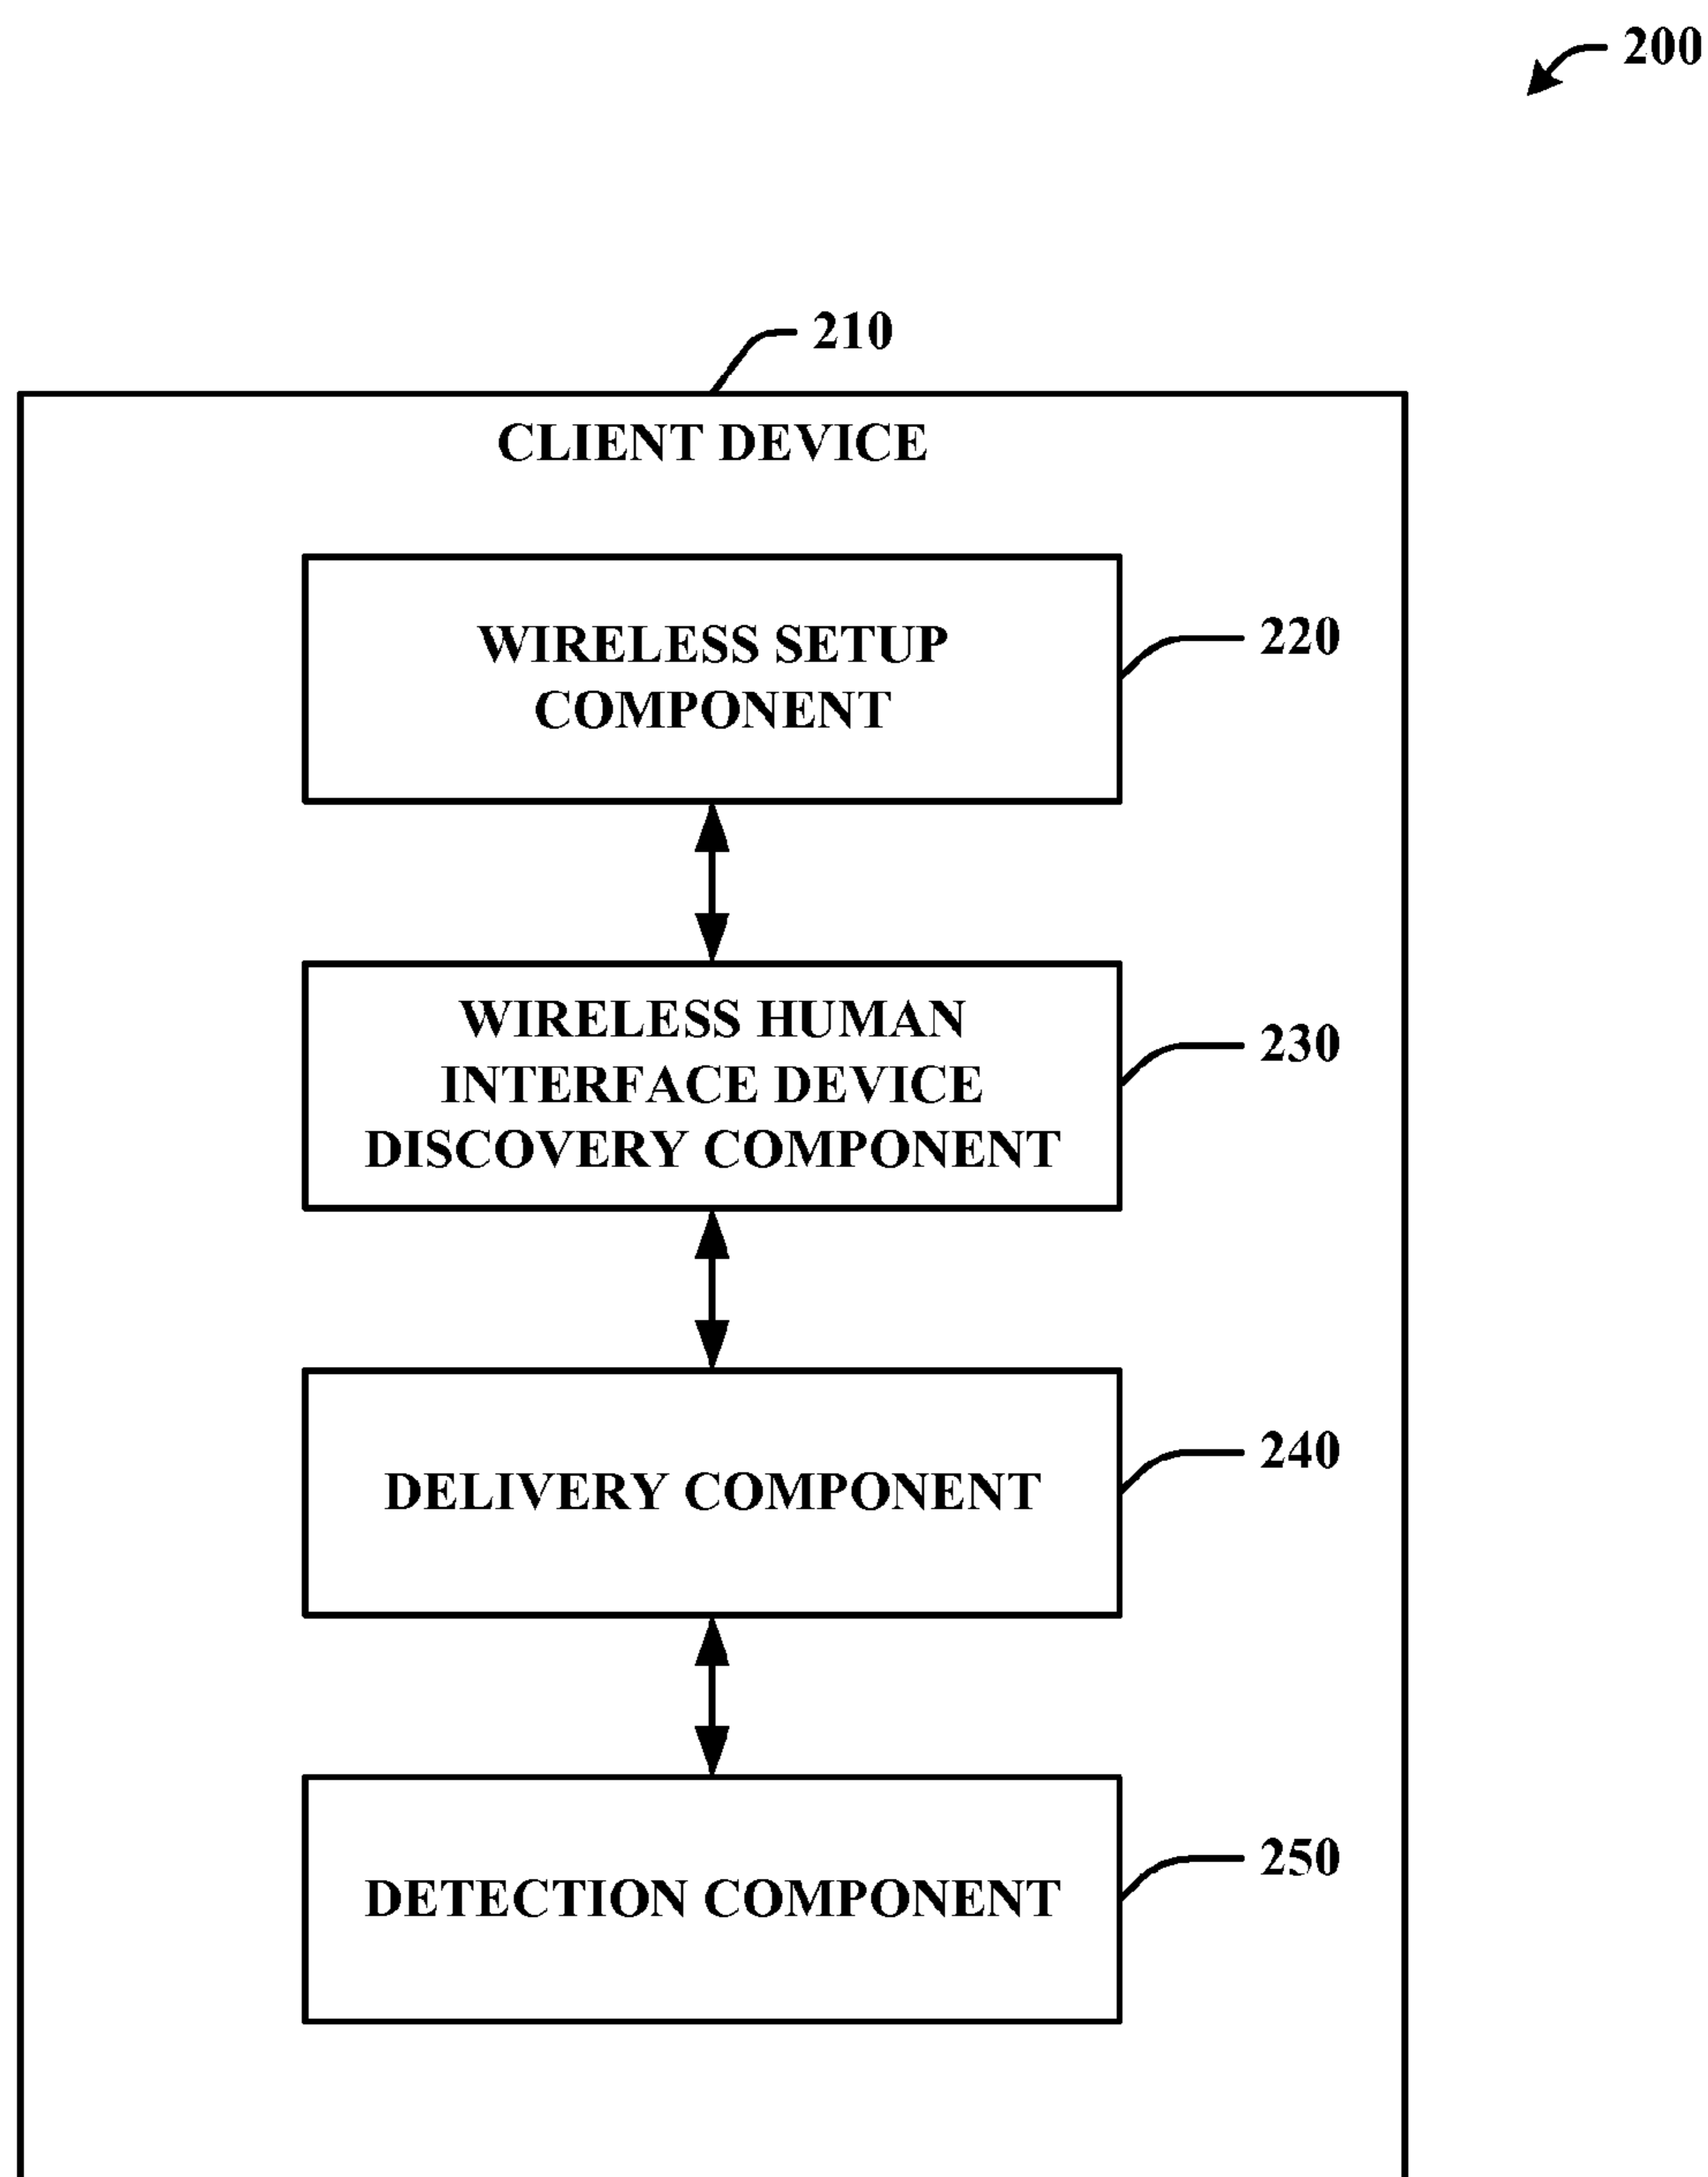 200
210
CLIENT DEVICE
WIRELESS SETUP
COMPONENT
220
WIRELESS HUMAN
INTERFACE DEVICE
DISCOVERY COMPONENT
230
DELIVERY COMPONENT
240
DETECTION COMPONENT
250